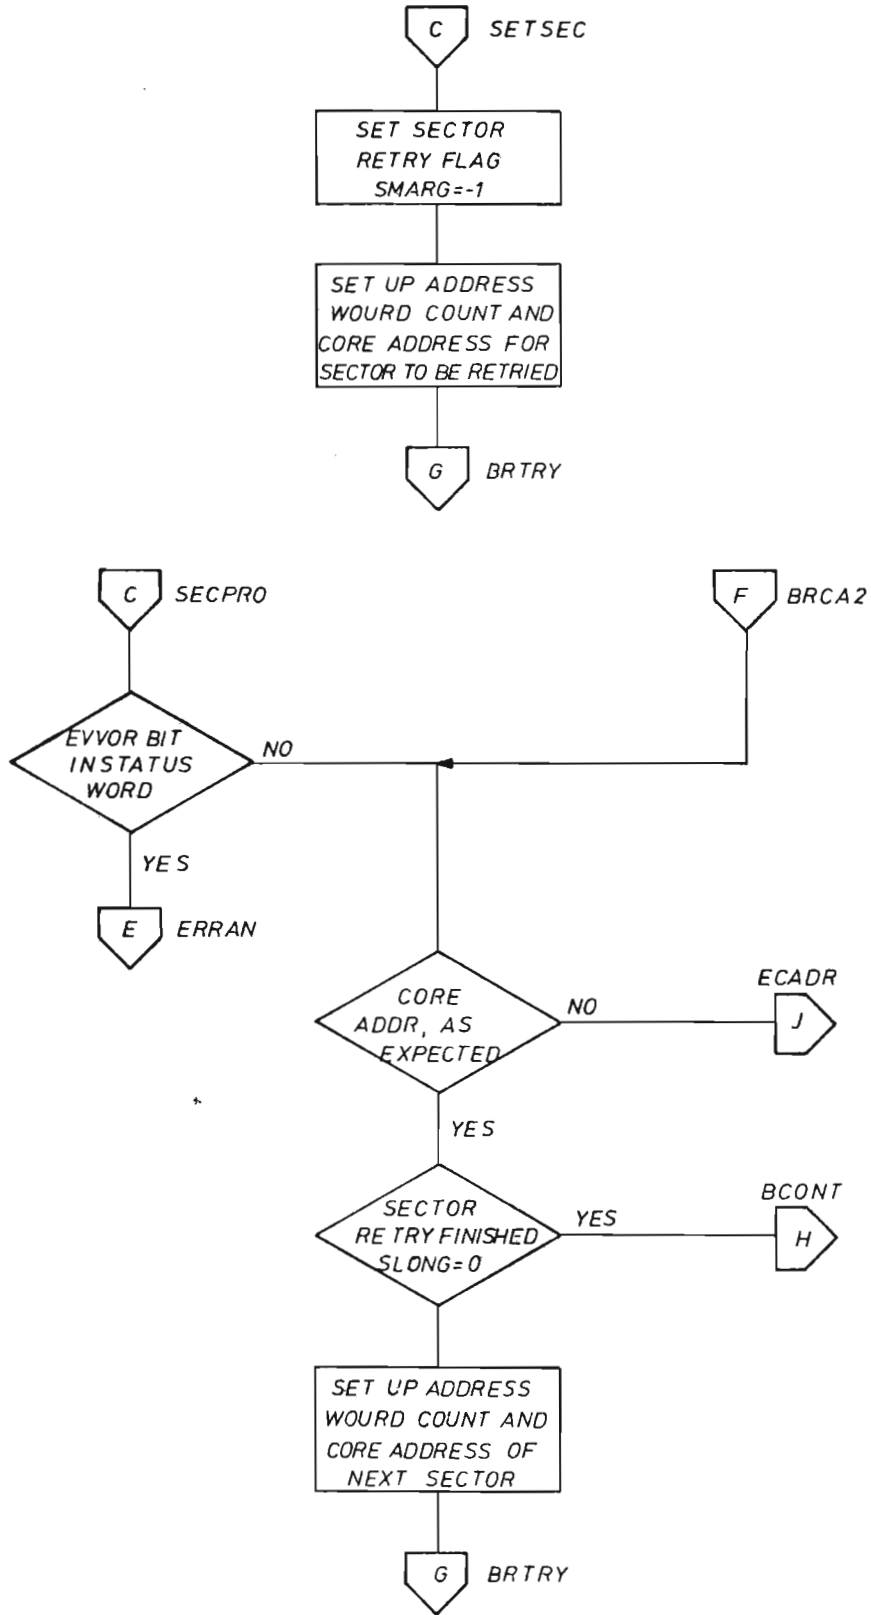 C SETSEC
SET SECTOR
RETRY FLAG
SMARG=-1
SET UP ADDRESS
WOURD COUNT AND
CORE ADDRESS FOR
SECTOR TO BE RETRIED
G BRTRY
C SECPRO
F BRCA2
EVVOR BIT
IN STATUS
WORD
NO
YES
E ERRAN
CORE
ADDR, AS
EXPECTED
NO
ECADR
J
YES
SECTOR
RETRY FINISHED
SLONG=0
YES
BCONT
H
SET UP ADDRESS
WOURD COUNT AND
CORE ADDRESS OF
NEXT SECTOR
G BRTRY